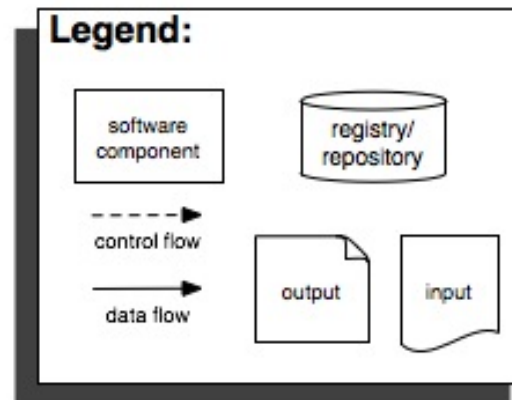 Legend:
software
component
registry/
repository
control flow
data flow
output
input